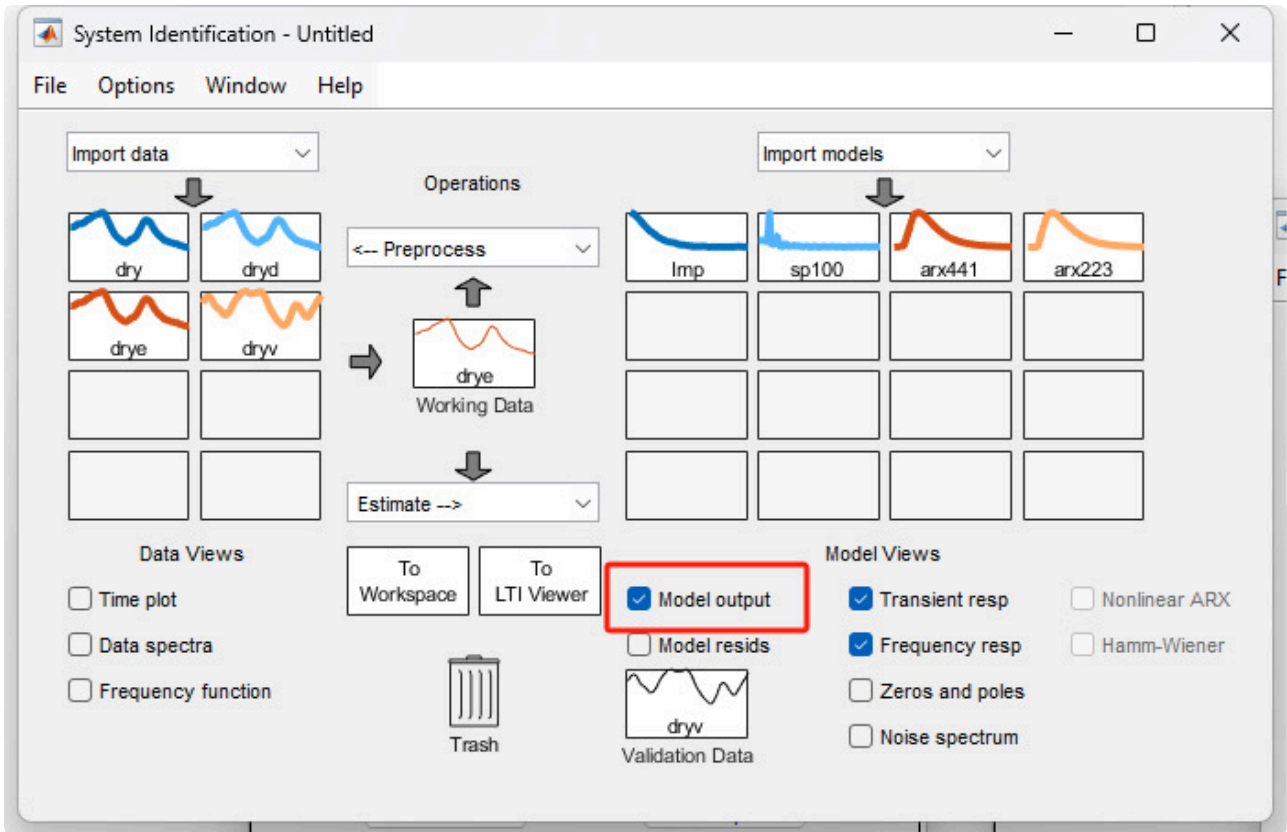 System Identification - Untitled
File Options Window Help
Import data
Import models
Operations
dry dryd
<-- Preprocess
Imp sp100 arx441 arx223
drye dryv
drye
Working Data
Estimate -->
Data Views
To Workspace
To LTI Viewer
Model Views
Time plot
Data spectra
Frequency function
Trash
Model output
Model resids
dryv
Validation Data
Transient resp
Frequency resp
Zeros and poles
Noise spectrum
Nonlinear ARX
Hamm-Wiener
F